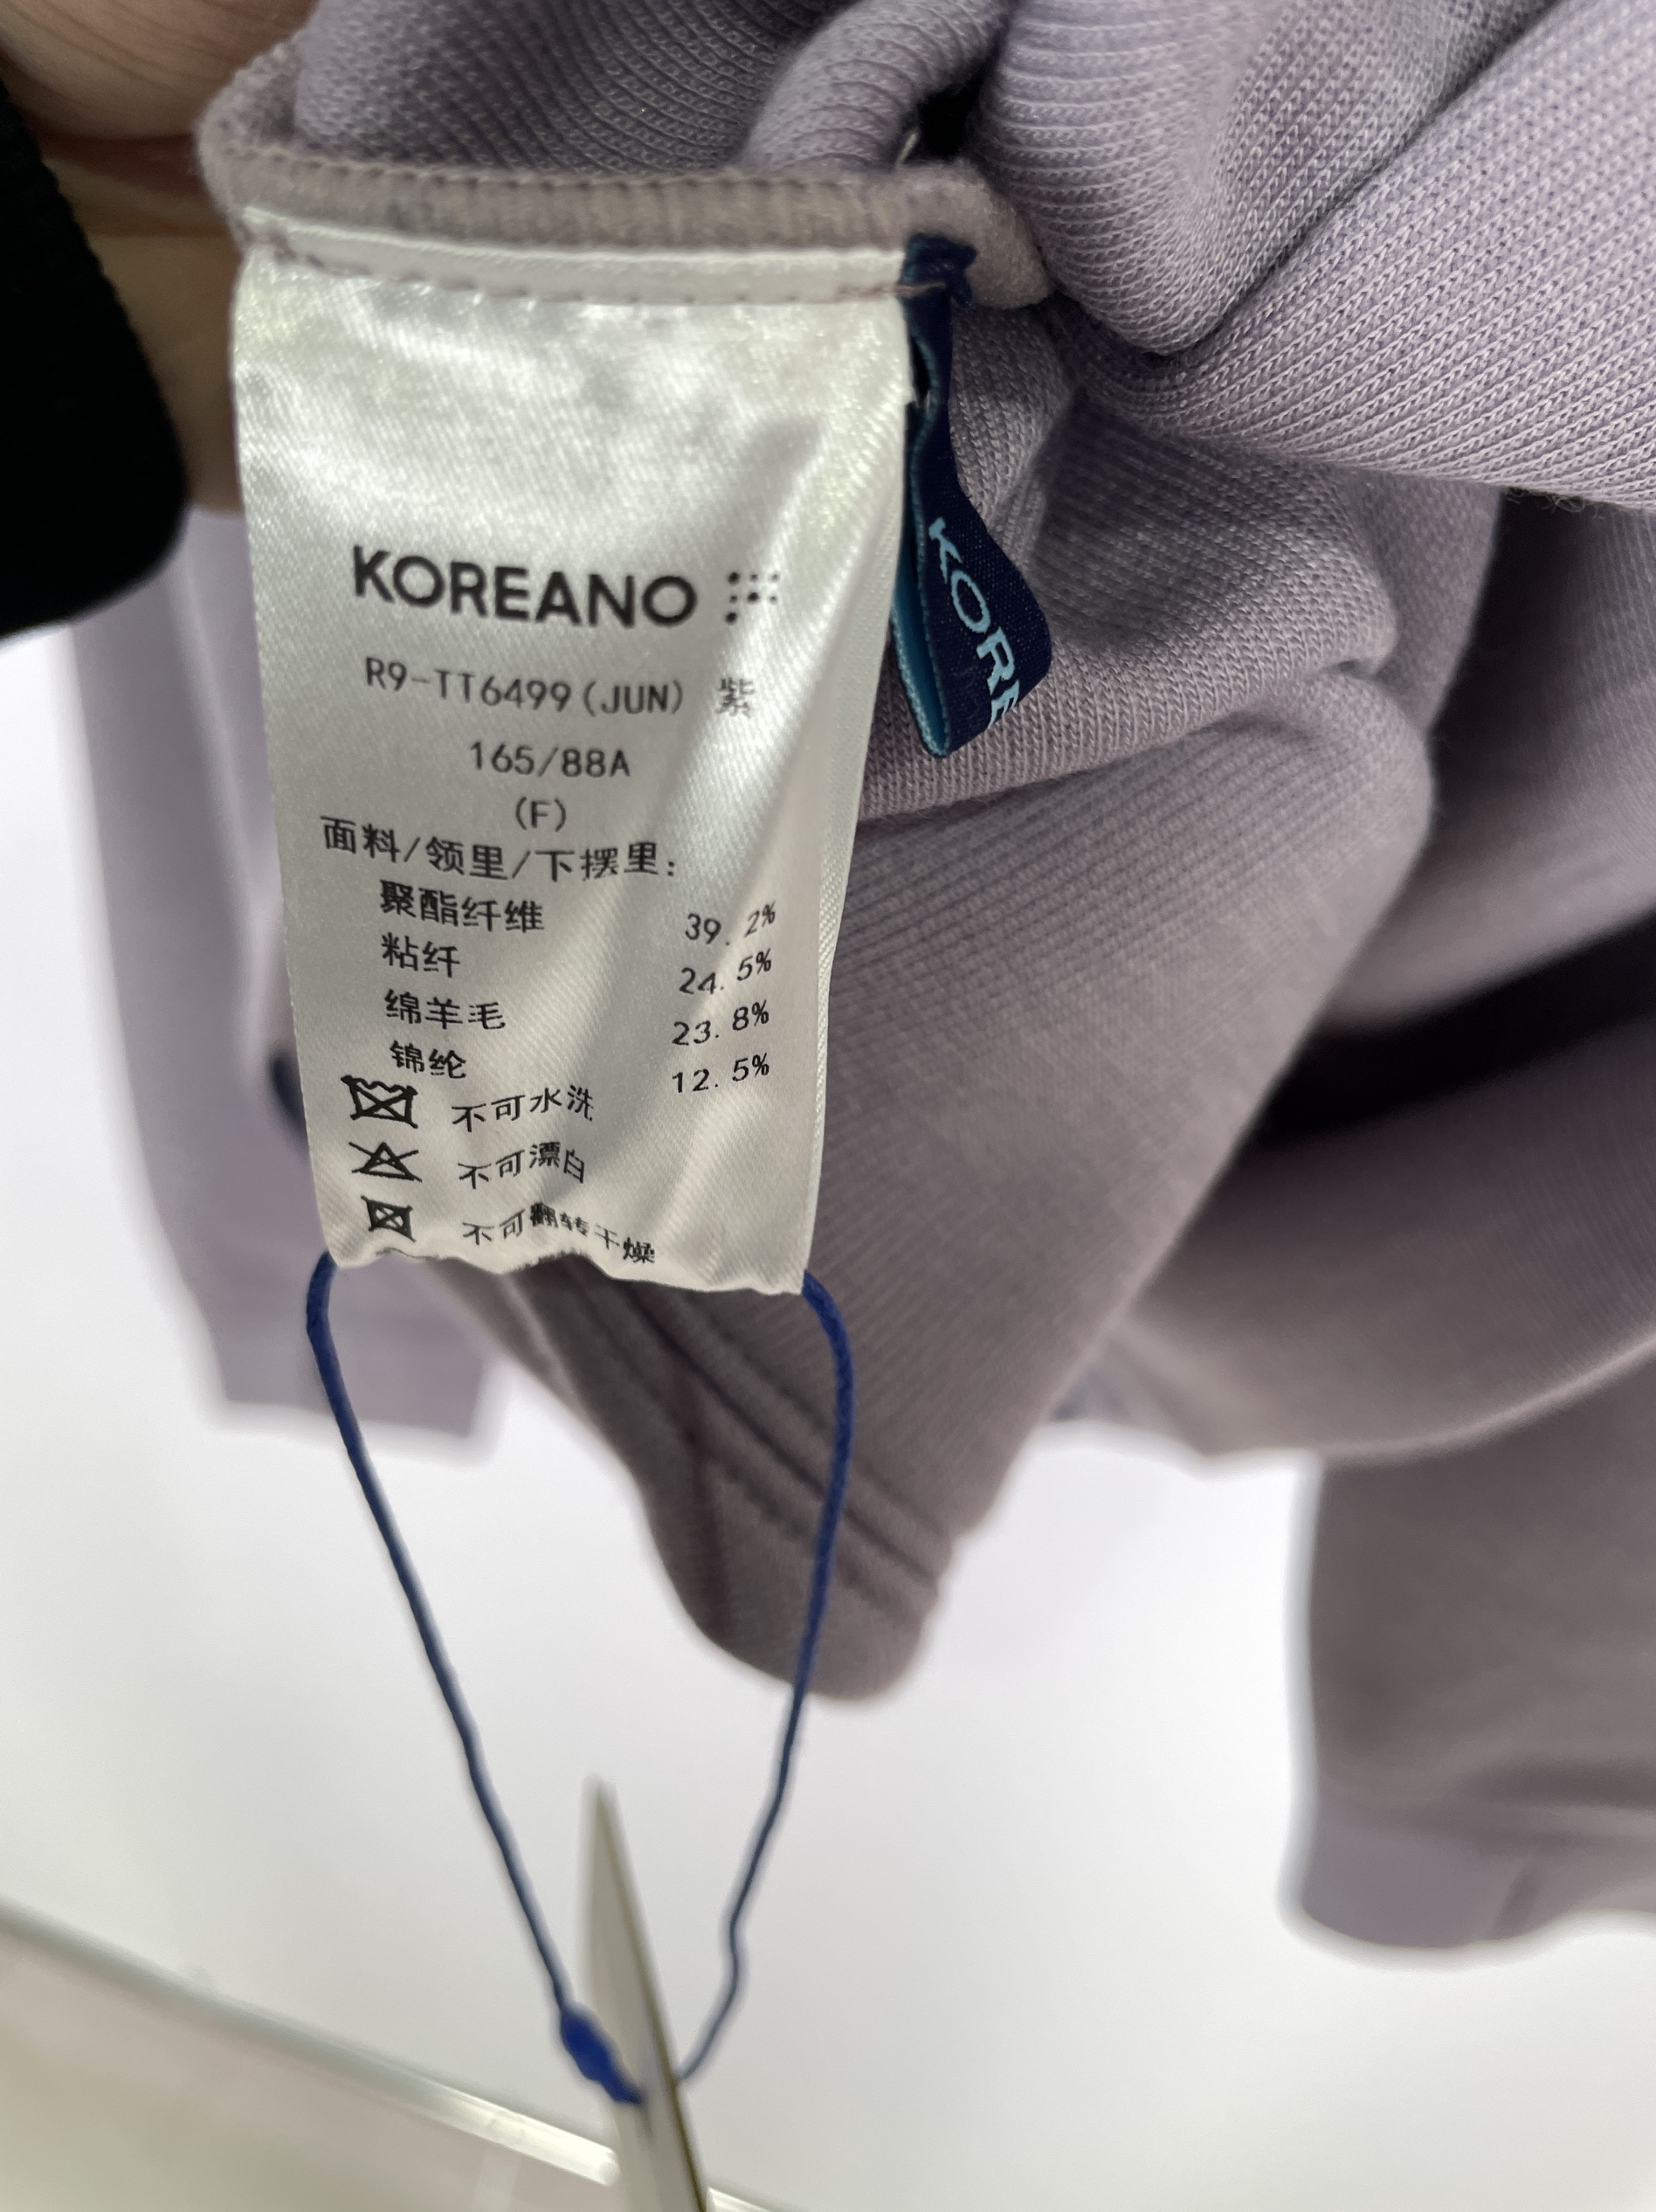 KOREANO
R9-TT6499(JUN) 紫
165/88A
(F)
面料/领里/下摆里:
聚酯纤维 39.2%
粘纤 24.5%
绵羊毛 23.8%
锦纶 12.5%
不可水洗
不可漂白
不可翻转干燥
KORE